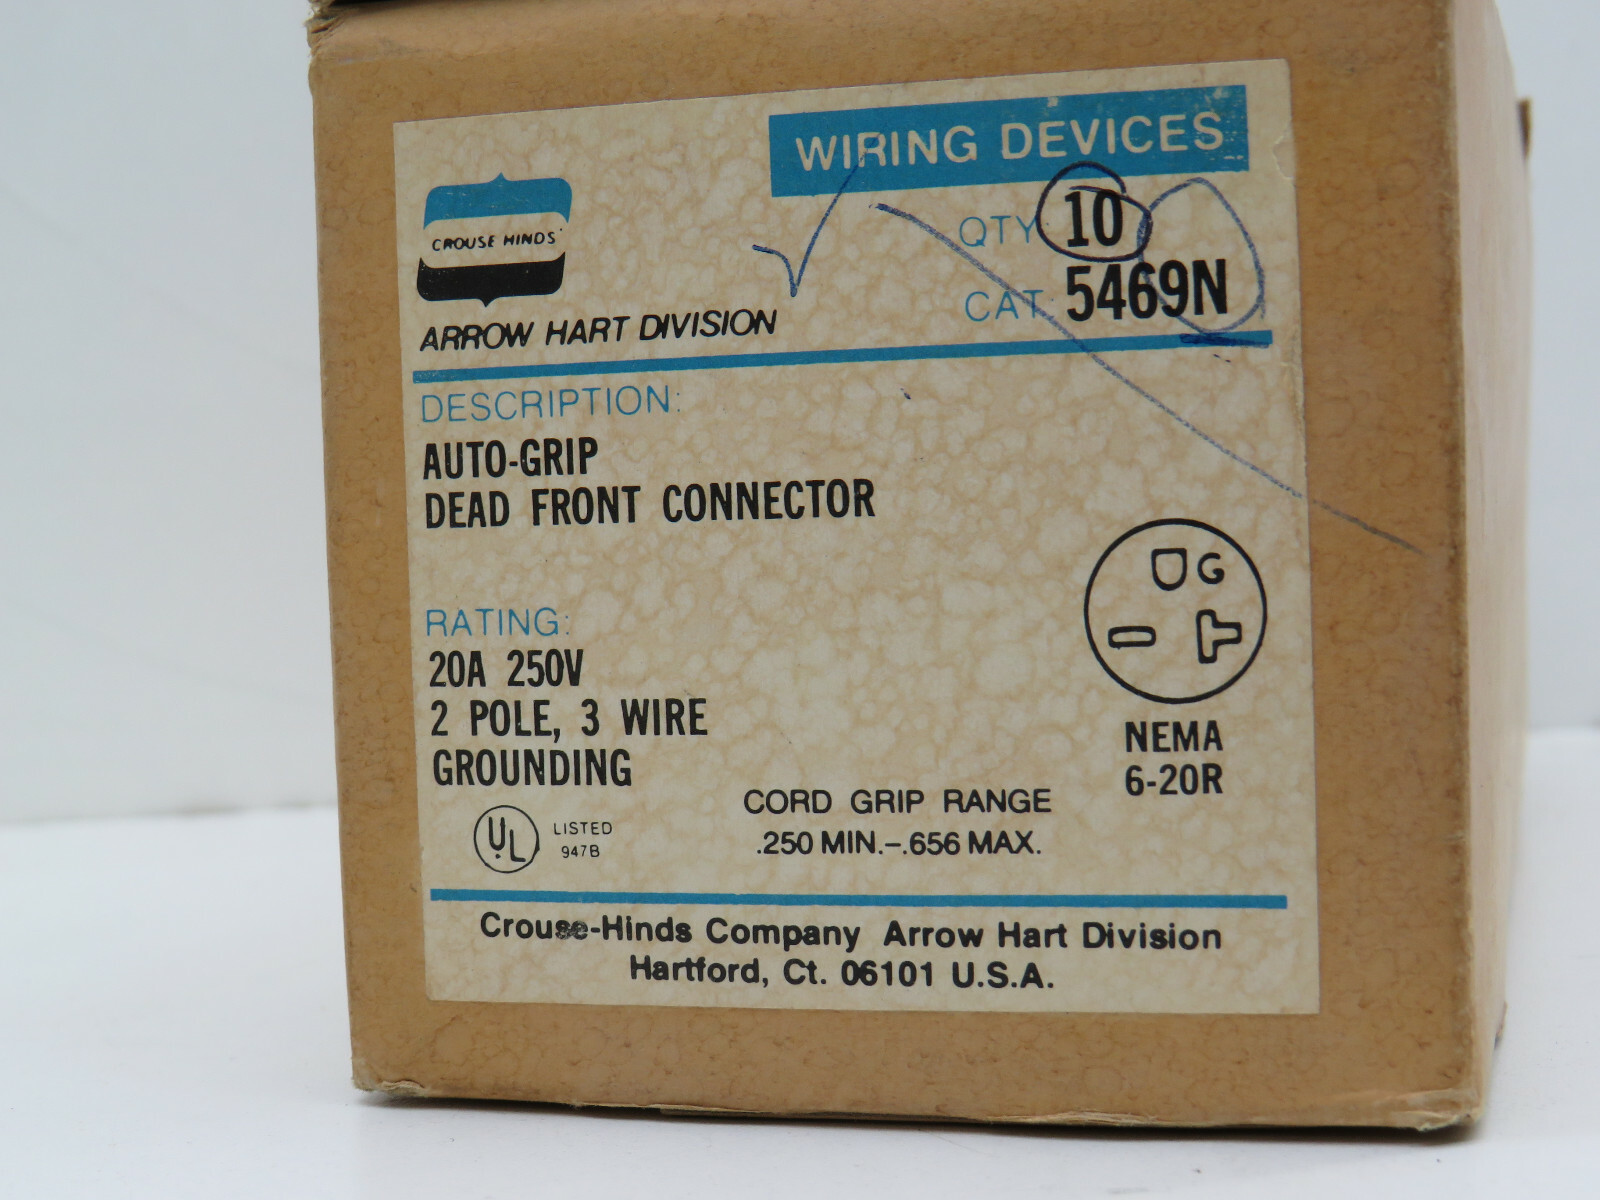 WIRING DEVICES
CROUSE HINDS
ARROW HART DIVISION
QTY. 10
CAT. 5469N
DESCRIPTION:
AUTO-GRIP
DEAD FRONT CONNECTOR
RATING:
20A 250V
2 POLE, 3 WIRE
GROUNDING
G
NEMA
6-20R
UL LISTED
947B
CORD GRIP RANGE
.250 MIN.-.656 MAX.
Crouse-Hinds Company Arrow Hart Division
Hartford, Ct. 06101 U.S.A.